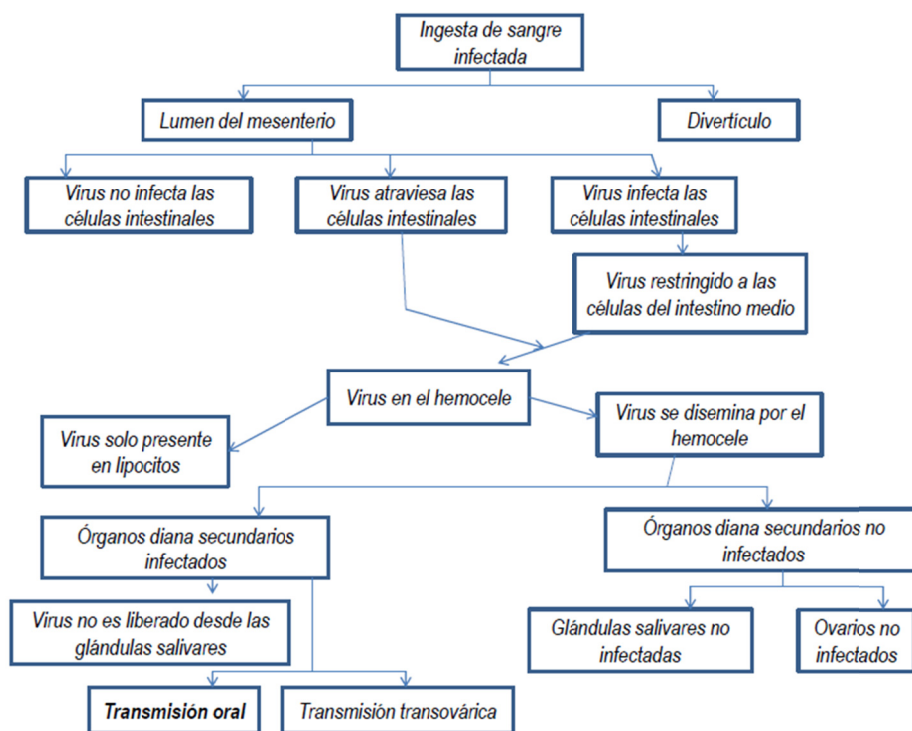 Ingesta de sangre
infectada
Lumen del mesenterio
Divertículo
Virus no infecta las
células intestinales
Virus atraviesa las
células intestinales
Virus infecta las
células intestinales
Virus restringido a las
células del intestino medio
Virus en el hemocele
Virus se disemina por el
hemocele
Virus solo presente
en lipocitos
Órganos diana secundarios
infectados
Órganos diana secundarios no
infectados
Virus no es liberado desde las
glándulas salivares
Glándulas salivares no
infectadas
Ovarios no
infectados
Transmisión oral
Transmisión transovárica